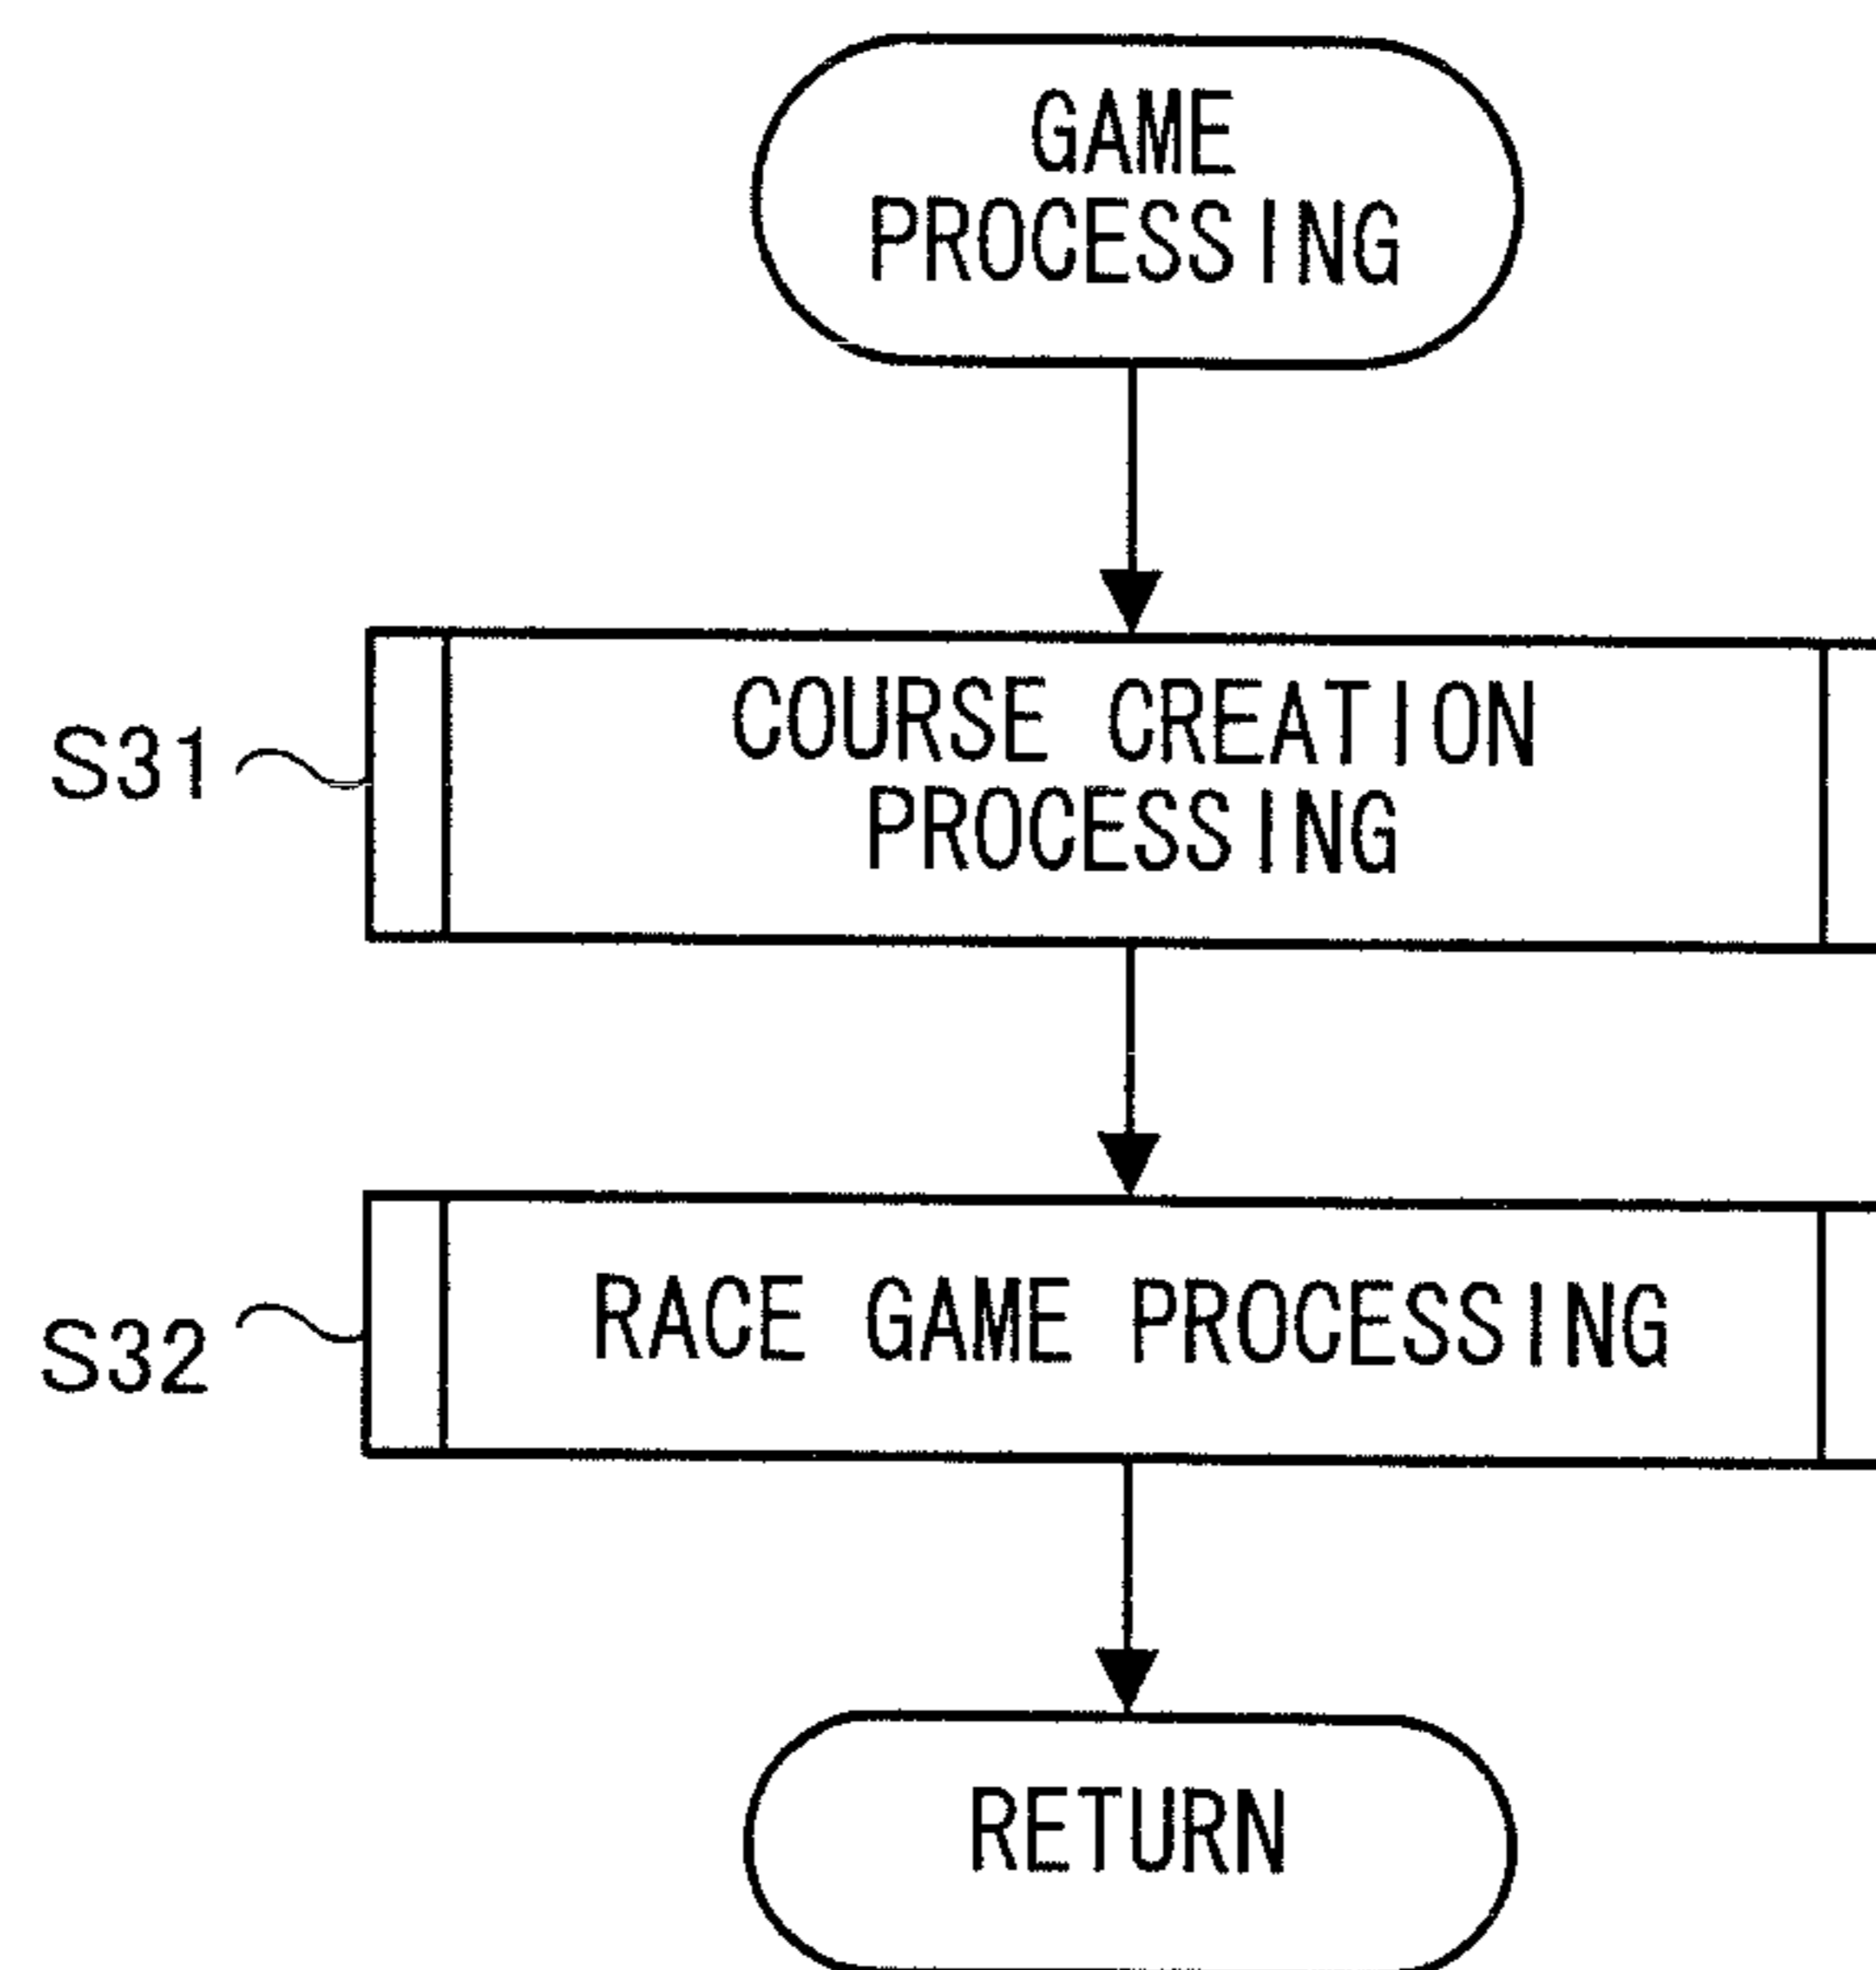 GAME
PROCESSING
S31
COURSE CREATION
PROCESSING
S32
RACE GAME PROCESSING
RETURN